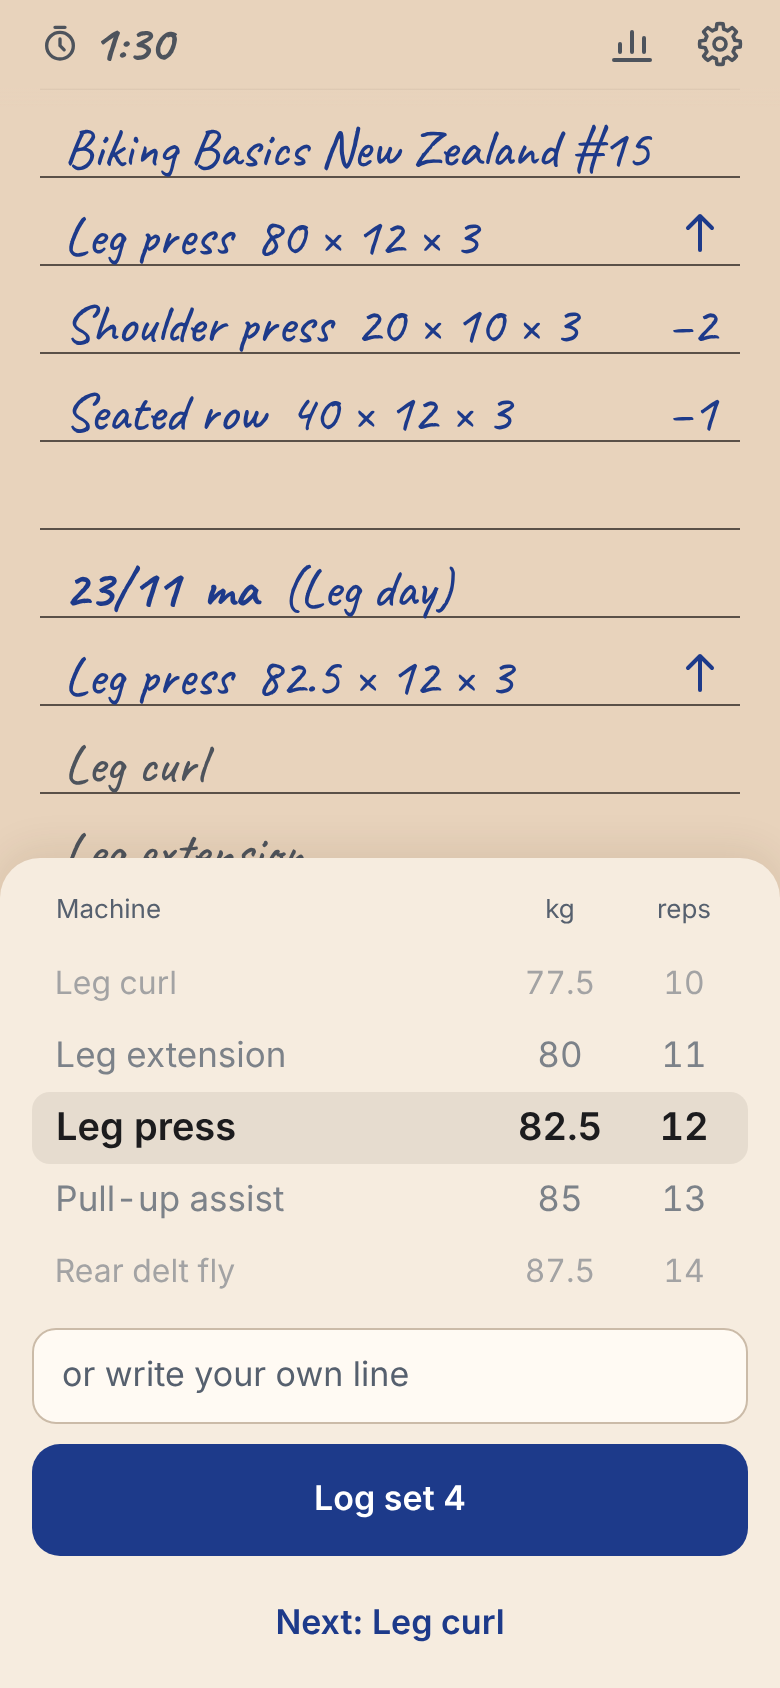 1:30
Biking Basics New Zealand #15
Leg press 80 × 12 × 3 ↑
Shoulder press 20 × 10 × 3 –2
Seated row 40 × 12 × 3 –1
23/11 ma (Leg day)
Leg press 82.5 × 12 × 3 ↑
Leg curl
Leg extension
Machine kg reps
Leg curl 77.5 10
Leg extension 80 11
Leg press 82.5 12
Pull-up assist 85 13
Rear delt fly 87.5 14
or write your own line
Log set 4
Next: Leg curl